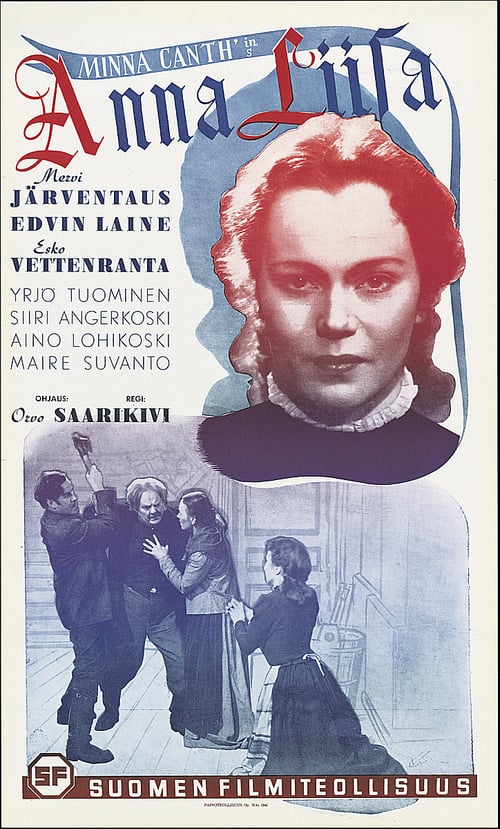 MINNA CANTH'in
s
Anna Liisa
Mervi
JÄRVENTAUS
EDVIN LAINE
Esko
VETTENRANTA
YRJÖ TUOMINEN
SIIRI ANGERKOSKI
AINO LOHIKOSKI
MAIRE SUVANTO
OHJAUS: REGI:
Orvo SAARIKIVI
SF SUOMEN FILMITEOLLISUUS